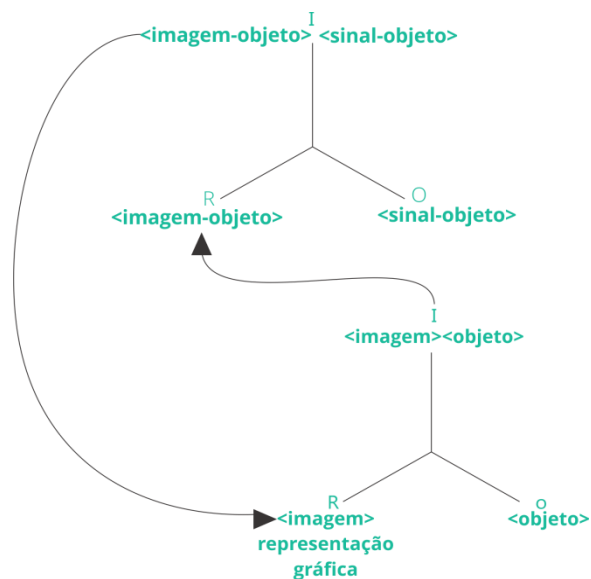 I
<imagem-objeto> <sinal-objeto>
R
<imagem-objeto>
O
<sinal-objeto>
I
<imagem><objeto>
R
<imagem>
representação
gráfica
o
<objeto>